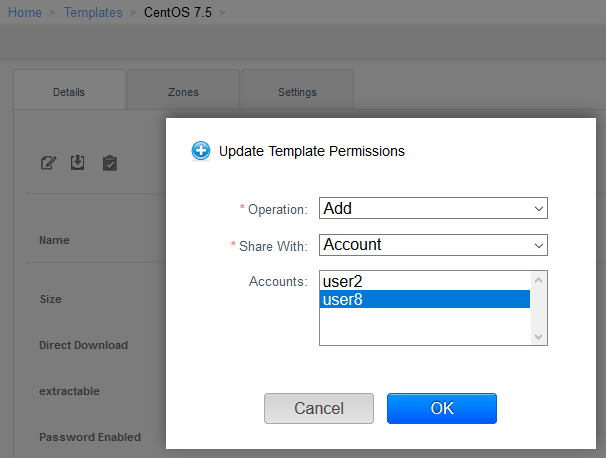 Home > Templates > CentOS 7.5 >
Details Zones Settings
Update Template Permissions
* Operation: Add
* Share With: Account
Accounts: user2
user8
Name
Size
Direct Download
extractable
Password Enabled
Cancel OK